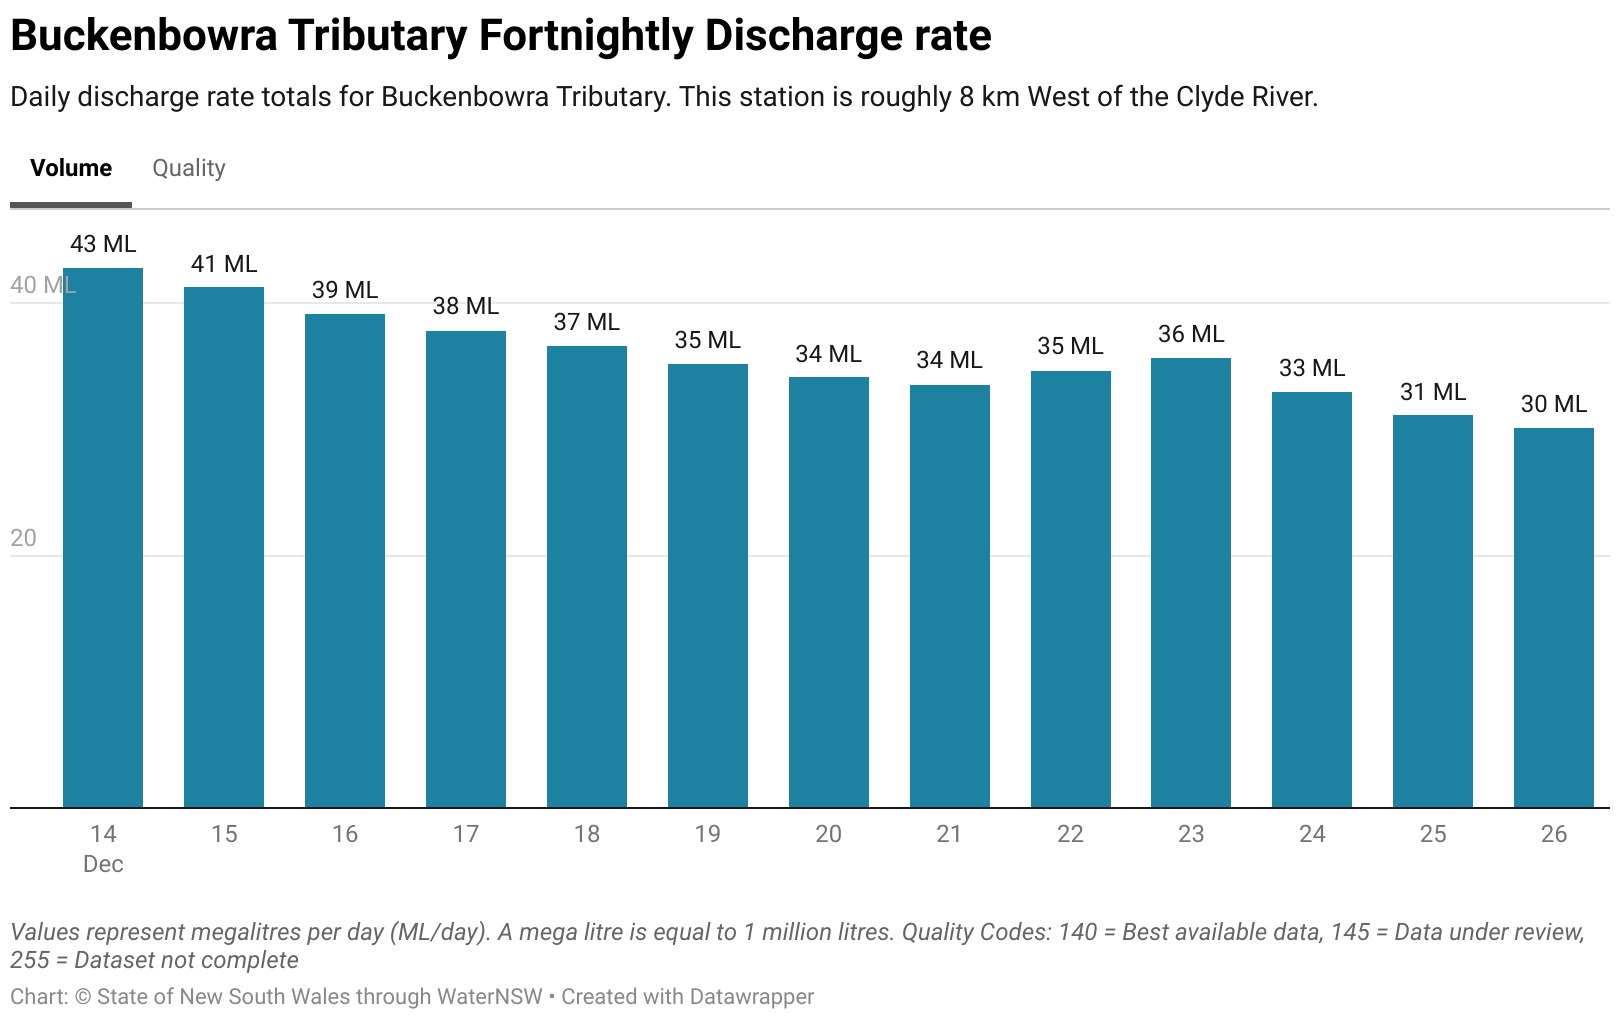 Buckenbowra Tributary Fortnightly Discharge rate
Daily discharge rate totals for Buckenbowra Tributary. This station is roughly 8 km West of the Clyde River.
Volume Quality
43 ML
41 ML
39 ML
38 ML
37 ML
35 ML
34 ML
34 ML
35 ML
36 ML
33 ML
31 ML
30 ML
40 ML
20
14 15 16 17 18 19 20 21 22 23 24 25 26
Dec
Values represent megalitres per day (ML/day). A mega litre is equal to 1 million litres. Quality Codes: 140 = Best available data, 145 = Data under review,
255 = Dataset not complete
Chart: © State of New South Wales through WaterNSW • Created with Datawrapper